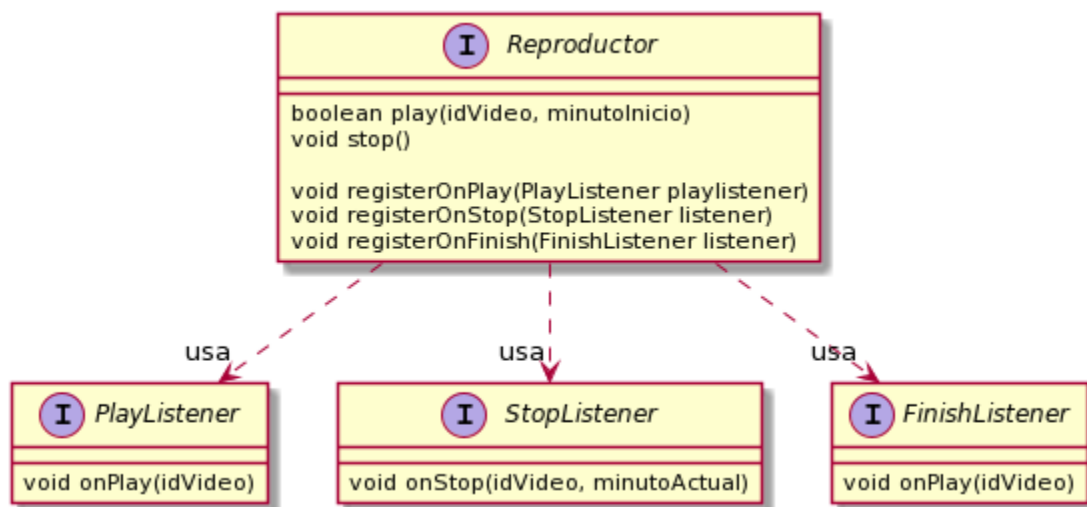 I Reproductor
boolean play(idVideo, minutoInicio)
void stop()
void registerOnPlay(PlayListener playlistener)
void registerOnStop(StopListener listener)
void registerOnFinish(FinishListener listener)
usa usa usa
I PlayListener
void onPlay(idVideo)
I StopListener
void onStop(idVideo, minutoActual)
I FinishListener
void onPlay(idVideo)